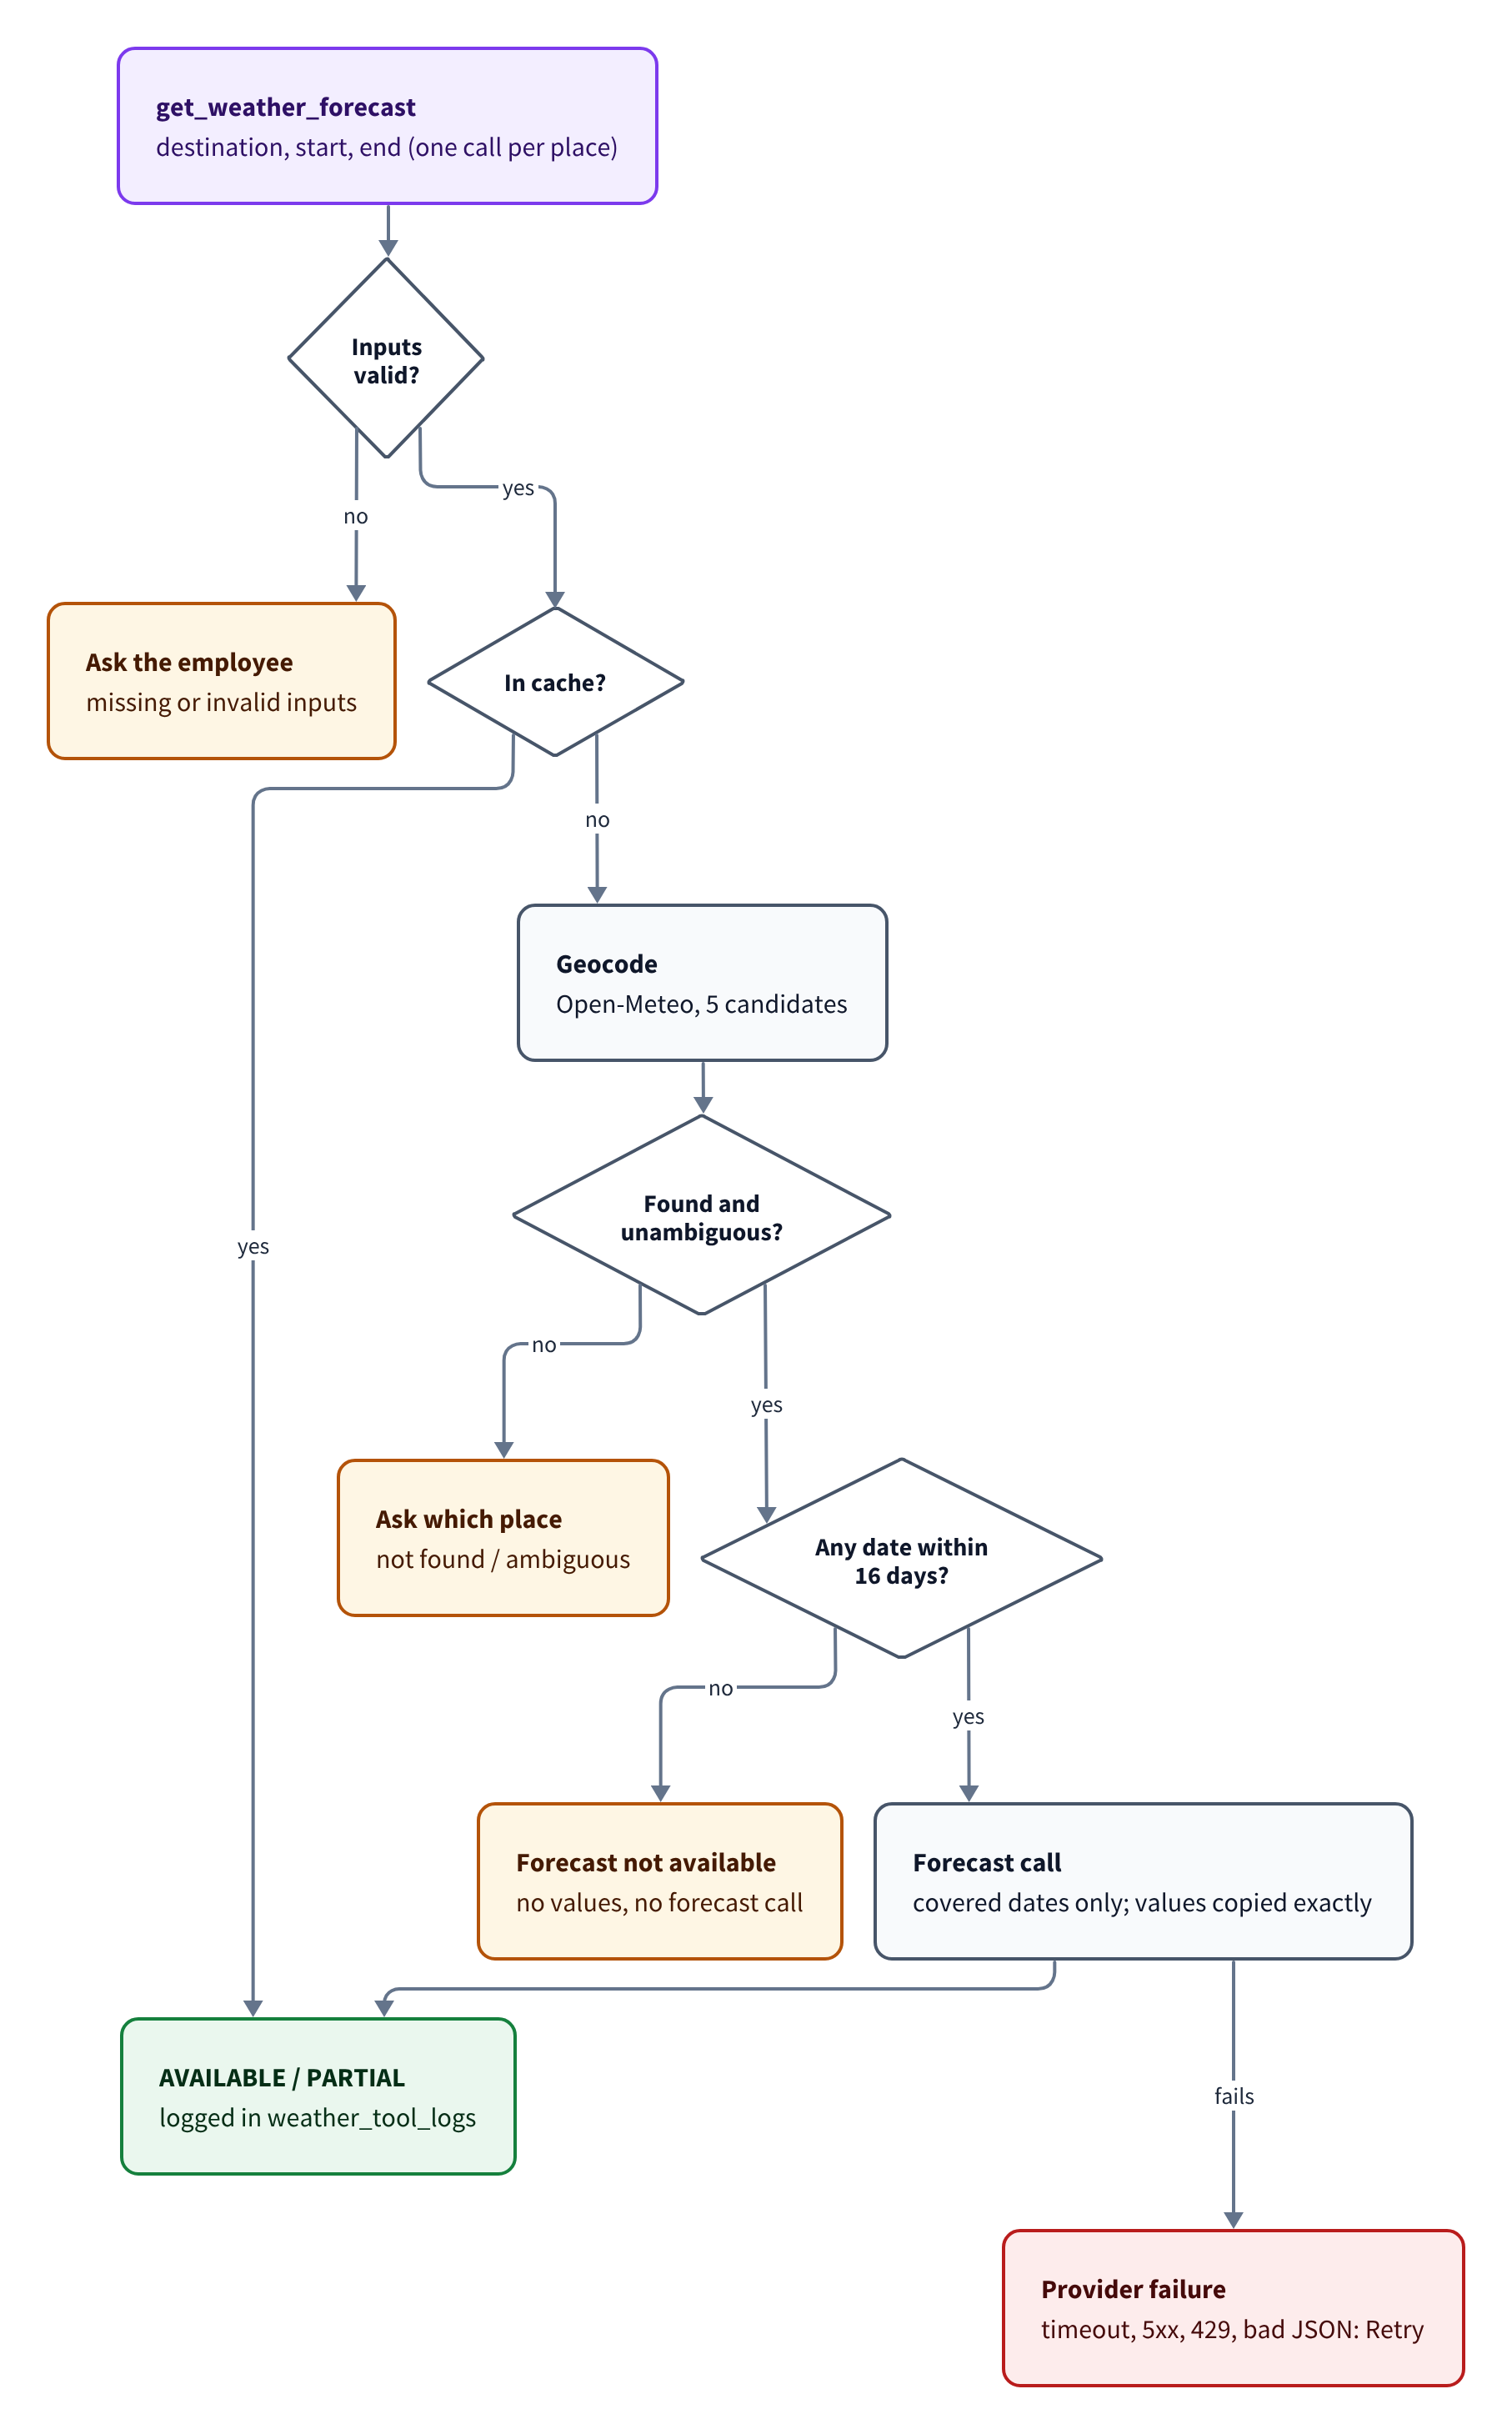 get_weather_forecast
destination, start, end (one call per place)
Inputs
valid?
yes
no
Ask the employee
missing or invalid inputs
In cache?
no
Geocode
Open-Meteo, 5 candidates
Found and
unambiguous?
yes
no
yes
Ask which place
not found / ambiguous
Any date within
16 days?
no
yes
Forecast not available
no values, no forecast call
Forecast call
covered dates only; values copied exactly
AVAILABLE / PARTIAL
logged in weather_tool_logs
fails
Provider failure
timeout, 5xx, 429, bad JSON: Retry